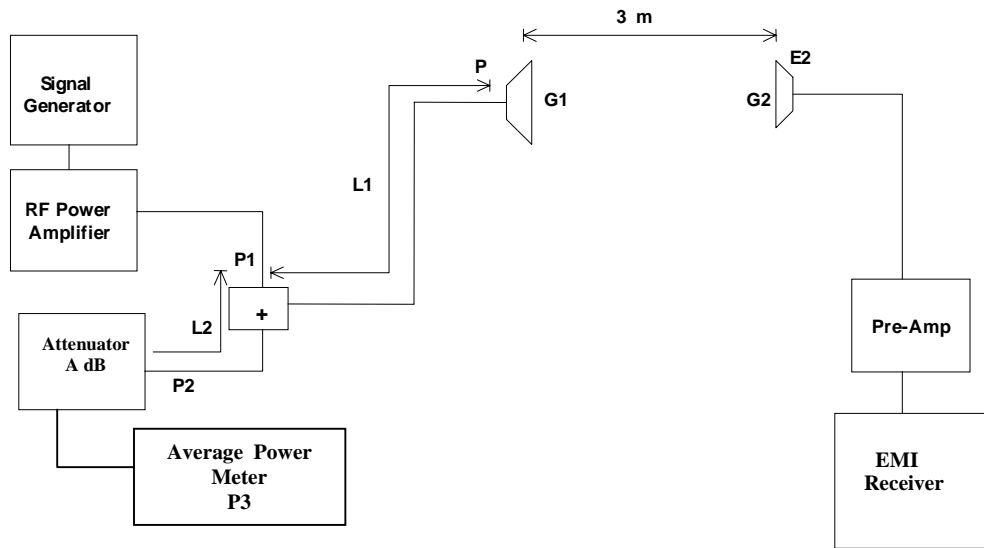 3 m
Signal
Generator
P
E2
G1
G2
L1
RF Power
Amplifier
P1
+
L2
Attenuator
A dB
P2
Pre-Amp
Average Power
Meter
P3
EMI
Receiver